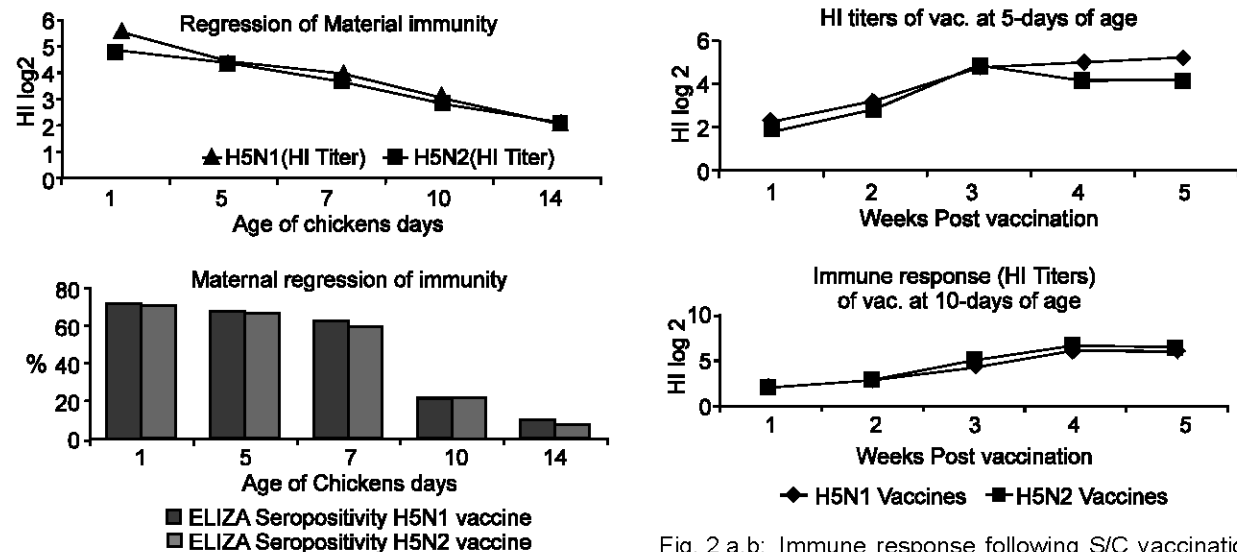 Regression of Material immunity
6
5
4
3
2
1
0
HI log2
H5N1(HI Titer) H5N2(HI Titer)
1 5 7 10 14
Age of chickens days
Maternal regression of immunity
80
60
40
20
0
%
1 5 7 10 14
Age of Chickens days
ELIZA Seropositivity H5N1 vaccine
ELIZA Seropositivity H5N2 vaccine
HI titers of vac. at 5-days of age
6
4
2
0
HI log 2
1 2 3 4 5
Weeks Post vaccination
Immune response (HI Titers)
of vac. at 10-days of age
10
5
0
HI log 2
1 2 3 4 5
Weeks Post vaccination
H5N1 Vaccines H5N2 Vaccines
Fig. 2 a,b: Immune response following S/C vaccinatio